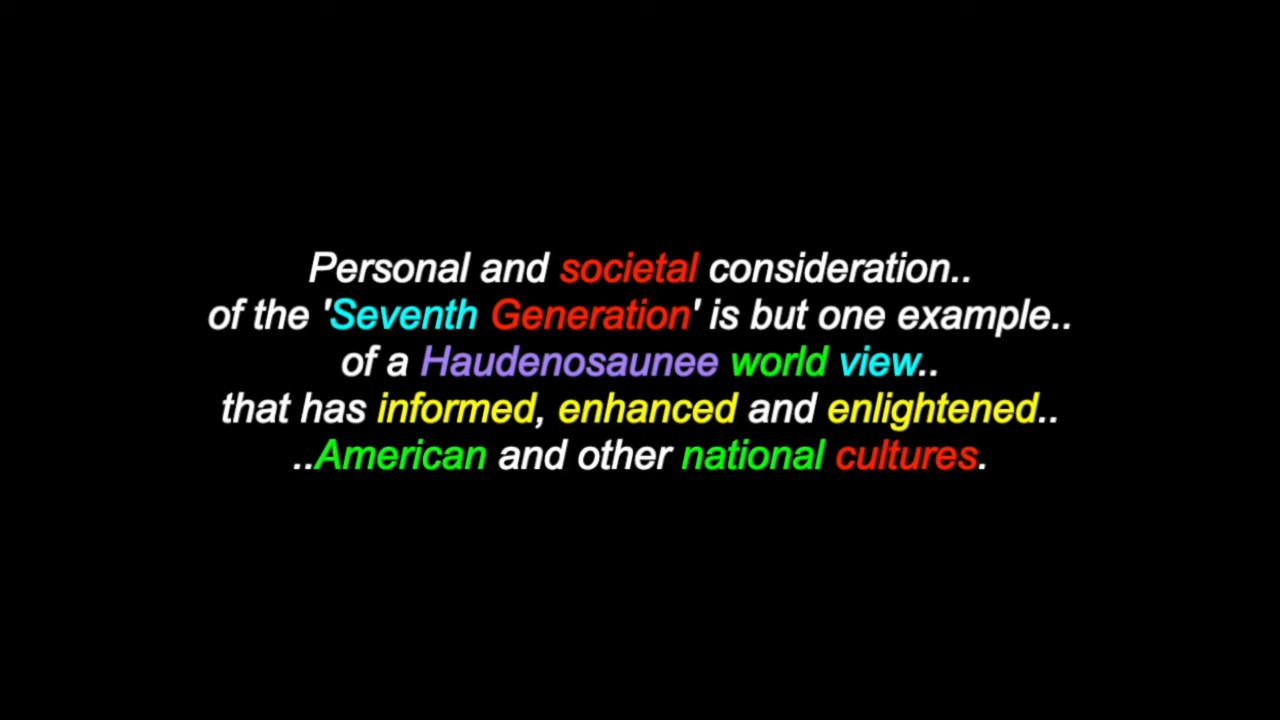 Personal and societal consideration..
of the 'Seventh Generation' is but one example..
of a Haudenosaunee world view..
that has informed, enhanced and enlightened..
..American and other national cultures.